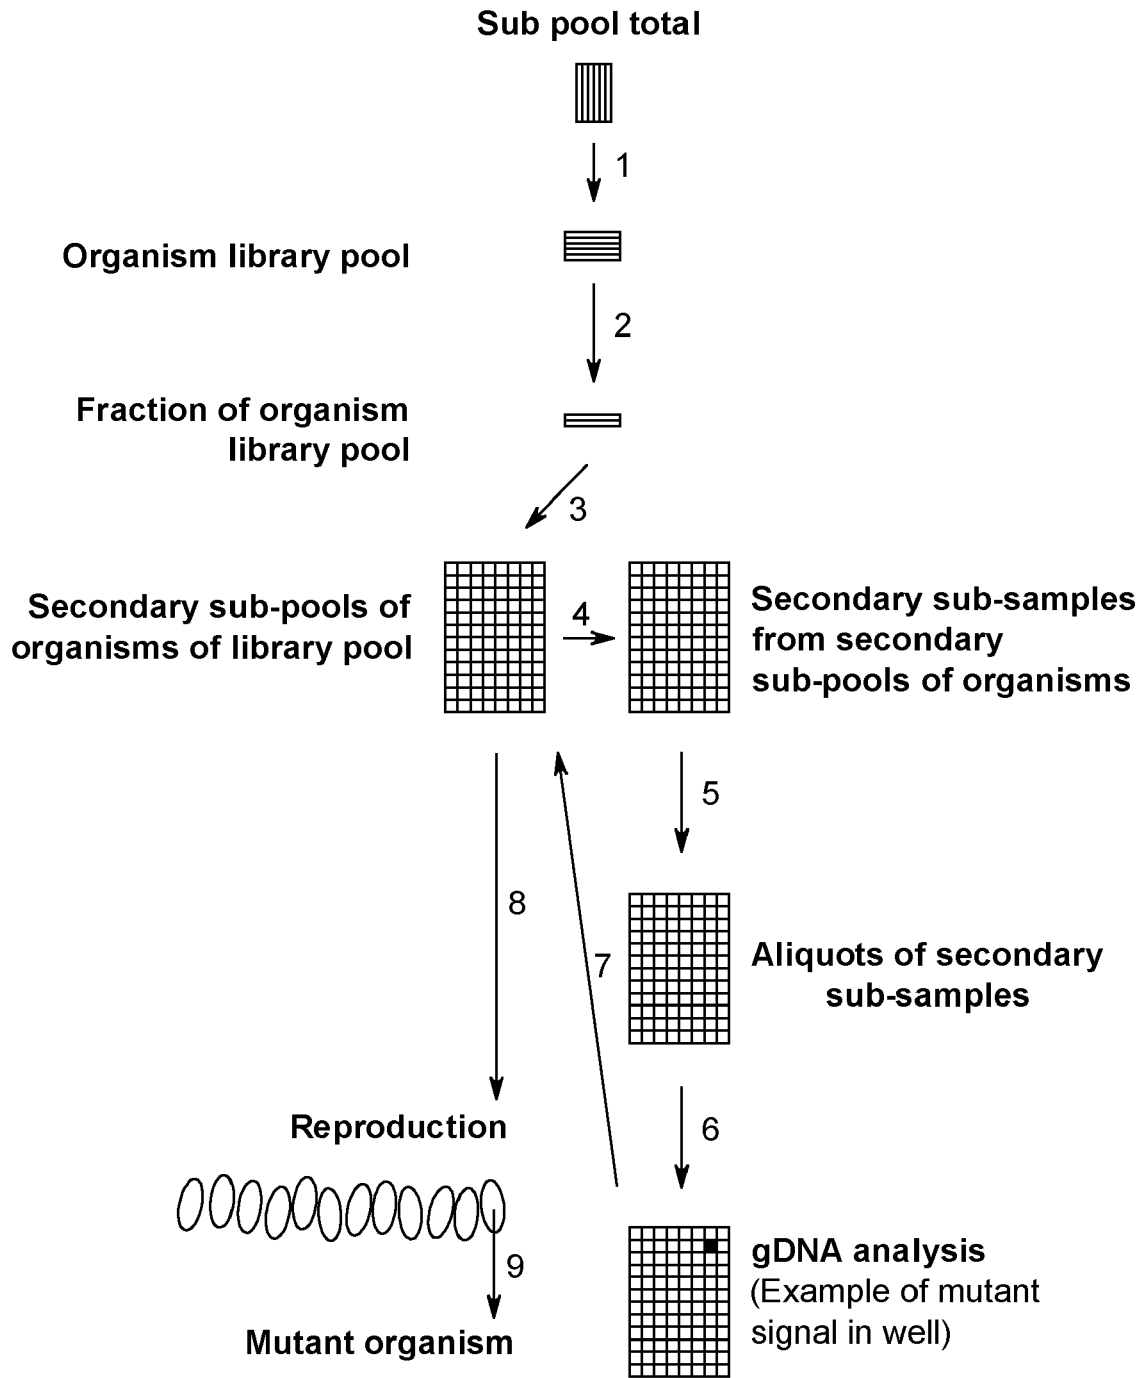 Sub pool total
1
Organism library pool
2
Fraction of organism
library pool
3
Secondary sub-pools of
organisms of library pool
4
Secondary sub-samples
from secondary
sub-pools of organisms
5
8
7
Aliquots of secondary
sub-samples
6
Reproduction
9
gDNA analysis
(Example of mutant
signal in well)
Mutant organism